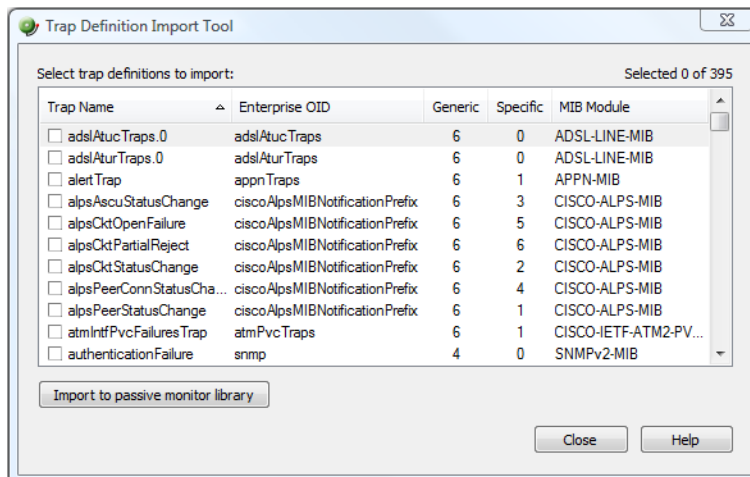 Trap Definition Import Tool
Select trap definitions to import: Selected 0 of 395
Trap Name Enterprise OID Generic Specific MIB Module
adslAtucTraps.0 adslAtucTraps 6 0 ADSL-LINE-MIB
adslAturTraps.0 adslAturTraps 6 0 ADSL-LINE-MIB
alertTrap appnTraps 6 1 APPN-MIB
alpsAscuStatusChange ciscoAlpsMIBNotificationPrefix 6 3 CISCO-ALPS-MIB
alpsCktOpenFailure ciscoAlpsMIBNotificationPrefix 6 5 CISCO-ALPS-MIB
alpsCktPartialReject ciscoAlpsMIBNotificationPrefix 6 6 CISCO-ALPS-MIB
alpsCktStatusChange ciscoAlpsMIBNotificationPrefix 6 2 CISCO-ALPS-MIB
alpsPeerConnStatusCha... ciscoAlpsMIBNotificationPrefix 6 4 CISCO-ALPS-MIB
alpsPeerStatusChange ciscoAlpsMIBNotificationPrefix 6 1 CISCO-ALPS-MIB
atmIntfPvcFailuresTrap atmPvcTraps 6 1 CISCO-IETF-ATM2-PV...
authenticationFailure snmp 4 0 SNMPv2-MIB
Import to passive monitor library
Close Help